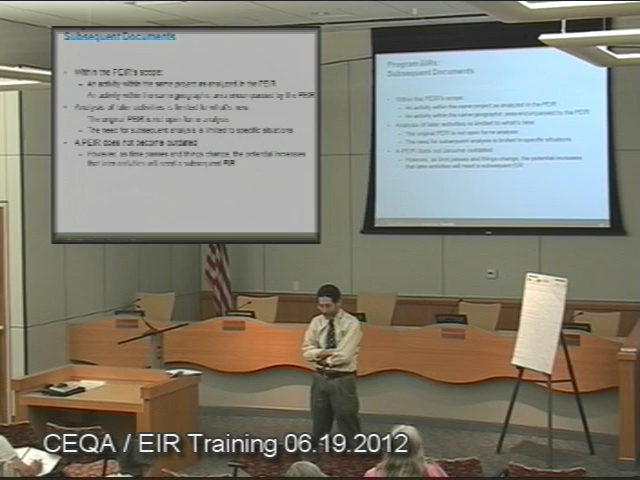 Subsequent Documents
Within the PEIR's scope:
An activity within the same project as analyzed in the PEIR
An activity within the same geographic area encompassed by the PEIR
Analysis of later activities is limited to what's new
The original PEIR is not open for re-analysis
The need for subsequent analysis is limited to specific situations
A PEIR does not become outdated
However, as time passes and things change, the potential increases
that later activities will need a subsequent EIR
Program EIRs:
Subsequent Documents
Within the PEIR's scope:
An activity within the same project as analyzed in the PEIR
An activity within the same geographic area encompassed by the PEIR
Analysis of later activities is limited to what's new
The original PEIR is not open for re-analysis
The need for subsequent analysis is limited to specific situations
A PEIR does not become outdated
However, as time passes and things change, the potential increases
that later activities will need a subsequent EIR
CEQA / EIR Training 06.19.2012